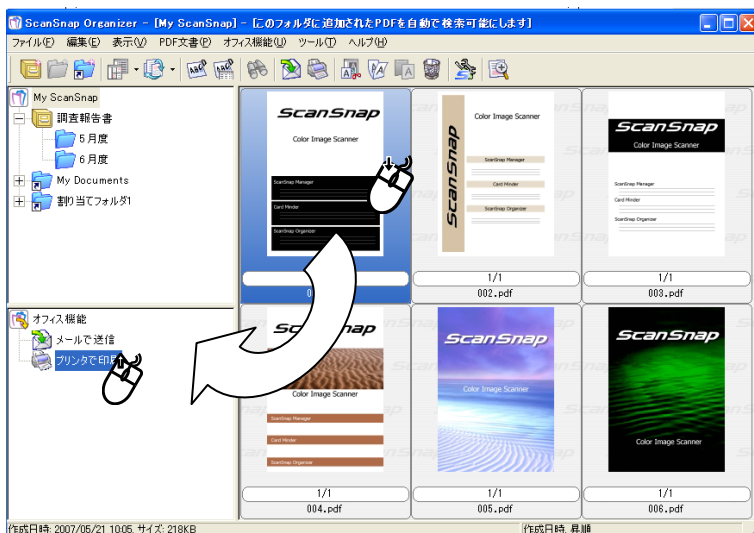 ScanSnap Organizer - [My ScanSnap] - [このフォルダに追加されたPDFを自動で検索可能にします]
ファイル(F) 編集(E) 表示(V) PDF文書(P) オフィス機能(U) ツール(T) ヘルプ(H)
My ScanSnap
調査報告書
5月度
6月度
My Documents
割り当てフォルダ1
オフィス機能
メールで送信
プリンタで印
ScanSnap
Color Image Scanner
ScanSnap Manager
Card Minder
ScanSnap Organizer
ScanSnap
Color Image Scanner
ScanSnap Manager
Card Minder
ScanSnap Organizer
1/1
002.pdf
ScanSnap
Color Image Scanner
ScanSnap Manager
Card Minder
ScanSnap Organizer
1/1
003.pdf
Color Image Scanner
ScanSnap Manager
Card Minder
ScanSnap Organizer
1/1
004.pdf
ScanSnap
Color Image Scanner
1/1
005.pdf
ScanSnap
Color Image Scanner
1/1
006.pdf
作成日時: 2007/05/21 10:05, サイズ: 218KB
作成日時, 昇順